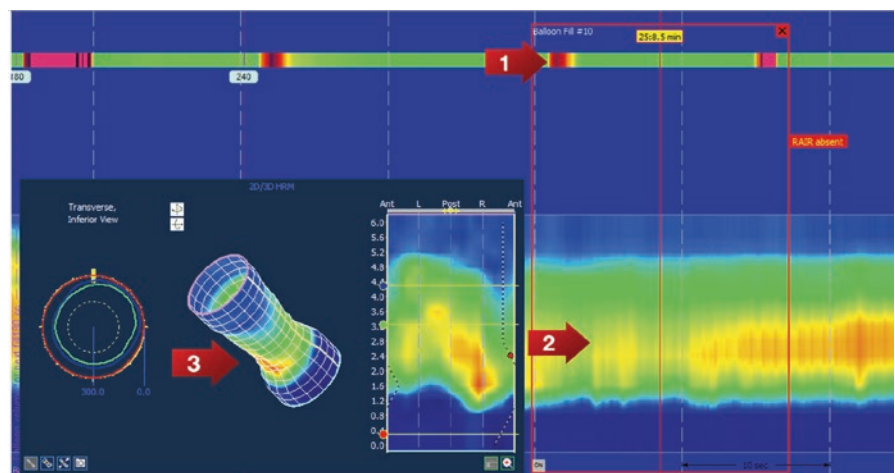 Balloon Fill #10
25:8.5 min
1
180
240
RAIR absent
2D/3D HRM
Transverse,
Inferior View
Ant L Post R Ant
6.0
5.6
5.2
4.8
4.4
4.0
3.6
3.2
2.8
2.4
2.0
1.6
1.2
0.8
0.4
0.0
2
3
300.0 0.0
On
10 sec